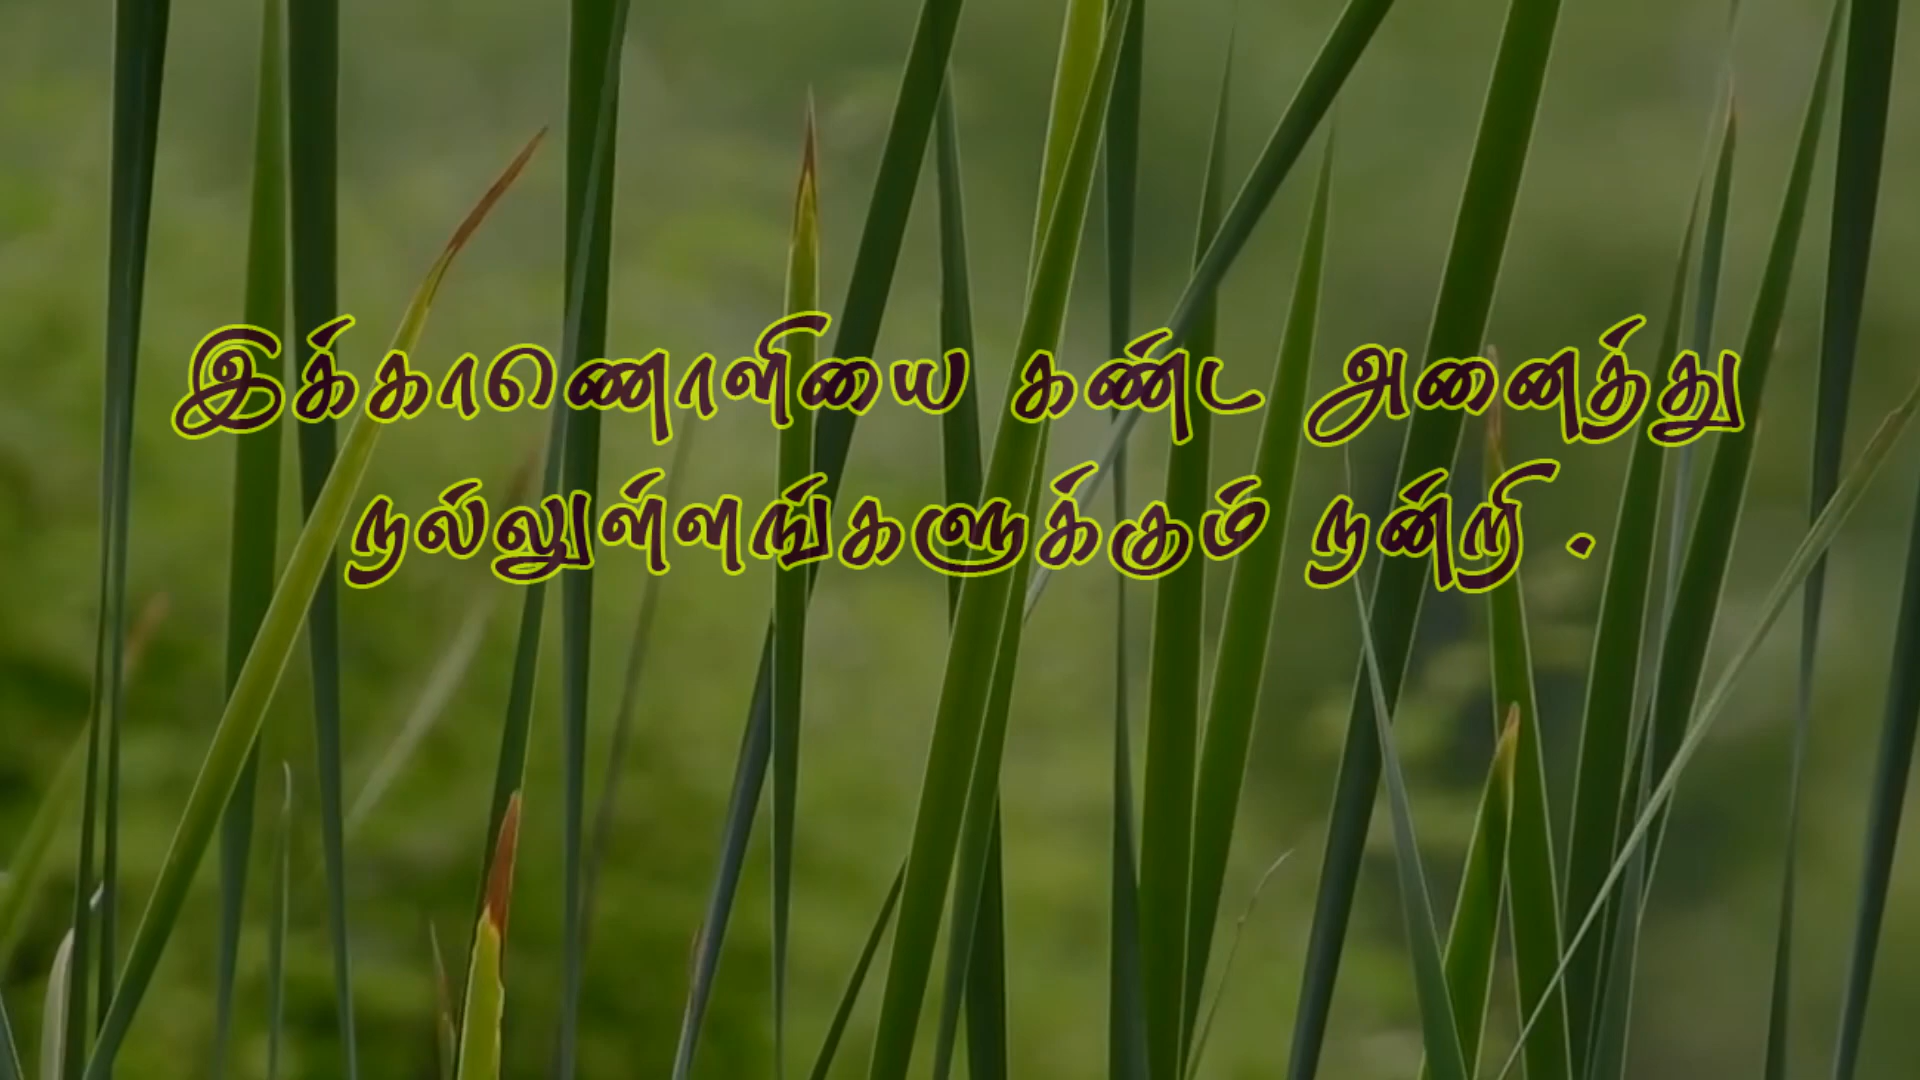 இக்காணொளியை கண்ட அனைத்து
நல்லுள்ளங்களுக்கும் நன்றி .